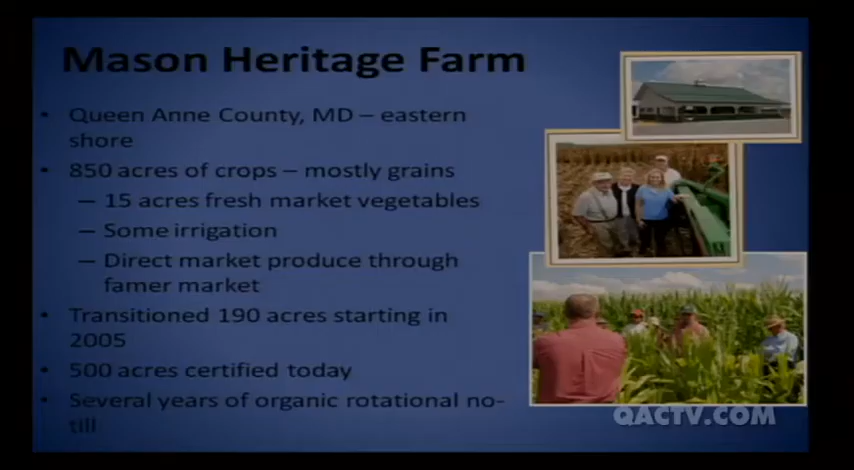 Mason Heritage Farm
• Queen Anne County, MD – eastern
shore
• 850 acres of crops – mostly grains
– 15 acres fresh market vegetables
– Some irrigation
– Direct market produce through
famer market
• Transitioned 190 acres starting in
2005
• 500 acres certified today
• Several years of organic rotational no-
till
QACTV.COM